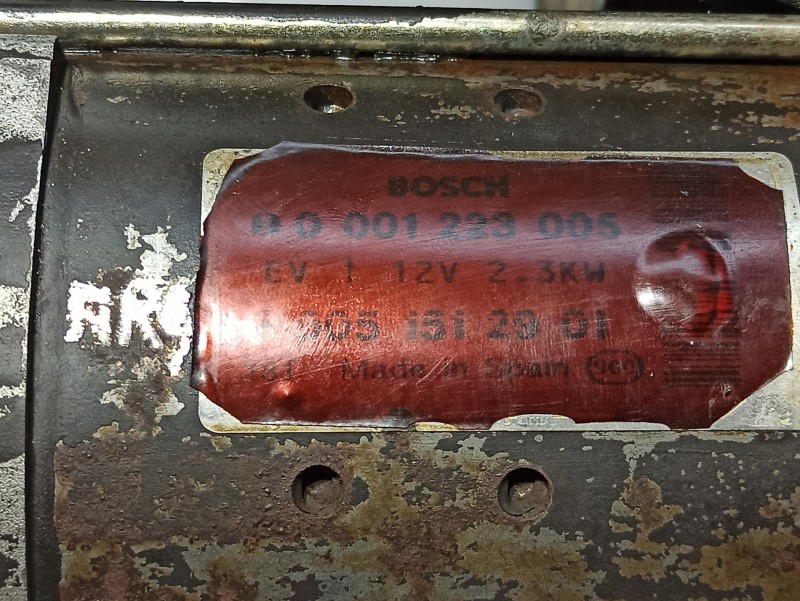 BOSCH
B 0 001 223 005
EV ↑ 12V 2.3KW
A 005 151 29 01
Made in Spain